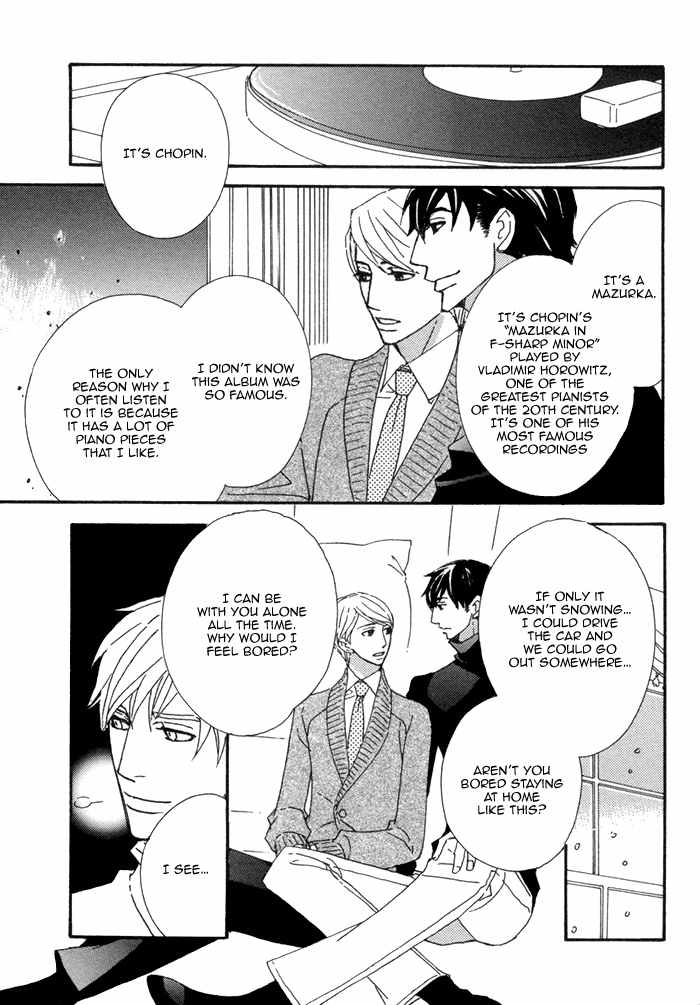 IT'S CHOPIN.
IT'S A
MAZURKA.
IT'S CHOPIN'S
"MAZURKA IN
F-SHARP MINOR"
PLAYED BY
VLADIMIR HOROWITZ,
ONE OF THE
GREATEST PIANISTS
OF THE 20TH CENTURY.
IT'S ONE OF HIS
MOST FAMOUS
RECORDINGS
I DIDN'T KNOW
THIS ALBUM WAS
SO FAMOUS.
THE ONLY
REASON WHY I
OFTEN LISTEN
TO IT IS BECAUSE
IT HAS A LOT OF
PIANO PIECES
THAT I LIKE.
IF ONLY IT
WASN'T SNOWING...
I COULD DRIVE
THE CAR AND
WE COULD GO
OUT SOMEWHERE...
AREN'T YOU
BORED STAYING
AT HOME
LIKE THIS?
I CAN BE
WITH YOU ALONE
ALL THE TIME.
WHY WOULD I
FEEL BORED?
I SEE...